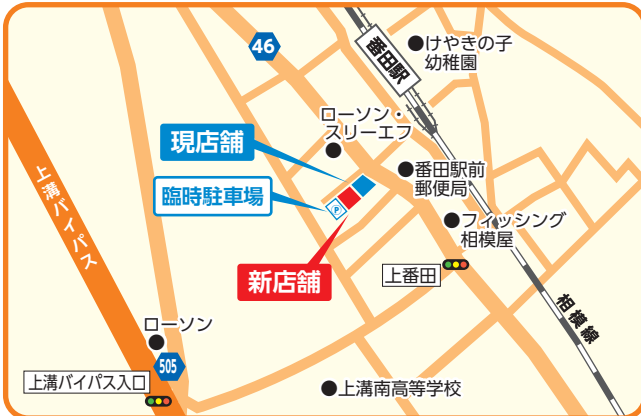 46
番田駅
けやきの子
幼稚園
ローソン・
スリーエフ
現店舗
番田駅前
郵便局
臨時駐車場
P
フィッシング
相模屋
新店舗
上番田
上溝バイパス
相模線
ローソン
505
上溝バイパス入口
上溝南高等学校